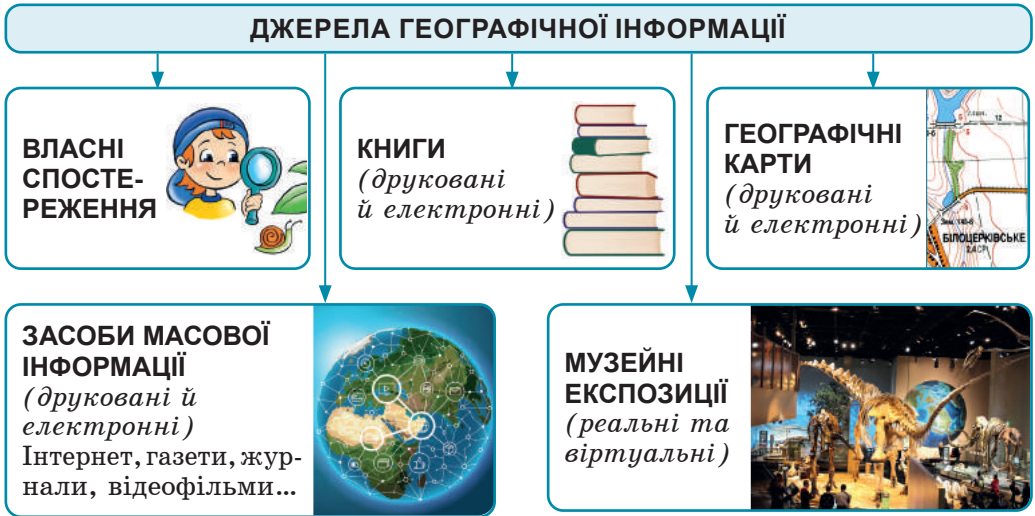 ДЖЕРЕЛА ГЕОГРАФІЧНОЇ ІНФОРМАЦІЇ
ВЛАСНІ
СПОСТЕ-
РЕЖЕННЯ
КНИГИ
(друковані
й електронні)
ГЕОГРАФІЧНІ
КАРТИ
(друковані
й електронні)
12
БІЛОЦЕРКІВСЬКЕ
ЗАСОБИ МАСОВОЇ
ІНФОРМАЦІЇ
(друковані й
електронні)
Інтернет, газети, жур-
нали, відеофільми...
МУЗЕЙНІ
ЕКСПОЗИЦІЇ
(реальні та
віртуальні)